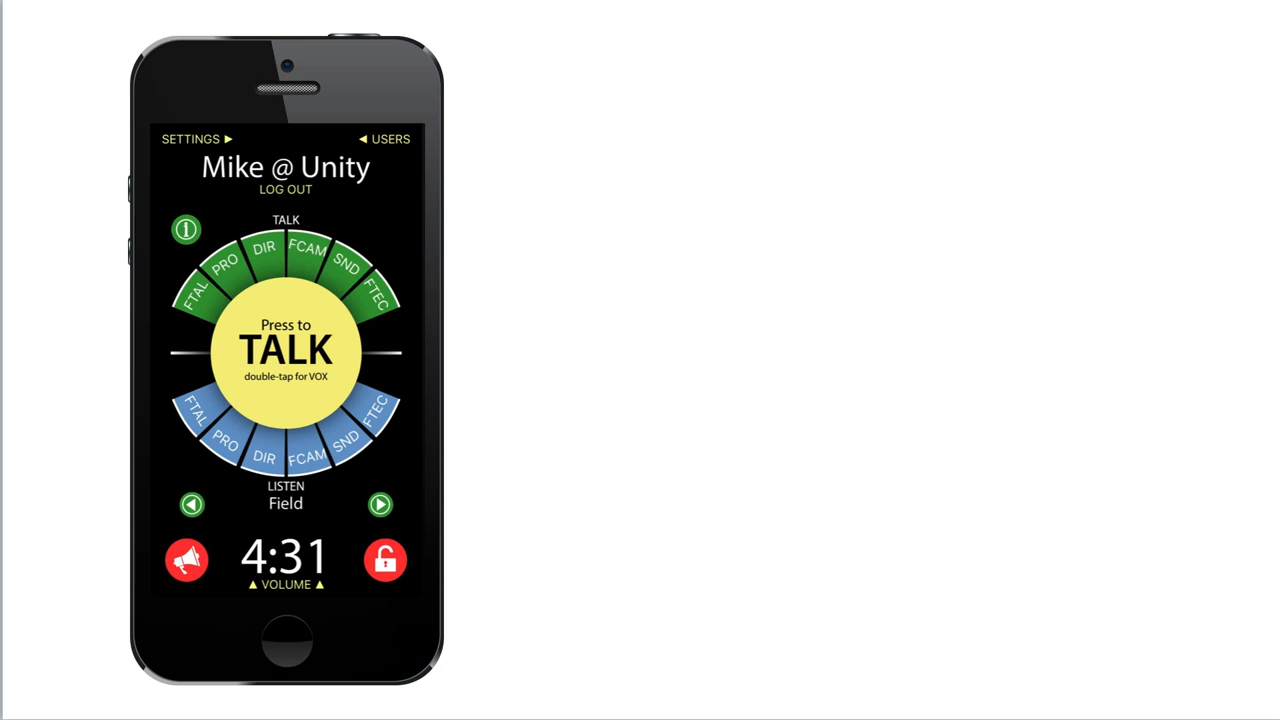 SETTINGS ▶
◀ USERS
Mike @ Unity
LOG OUT
TALK
FTAL
PRO
DIR
FCAM
SND
FTEC
Press to
TALK
double-tap for VOX
FTAL
PRO
DIR
FCAM
SND
FTEC
LISTEN
Field
4:31
▲ VOLUME ▲